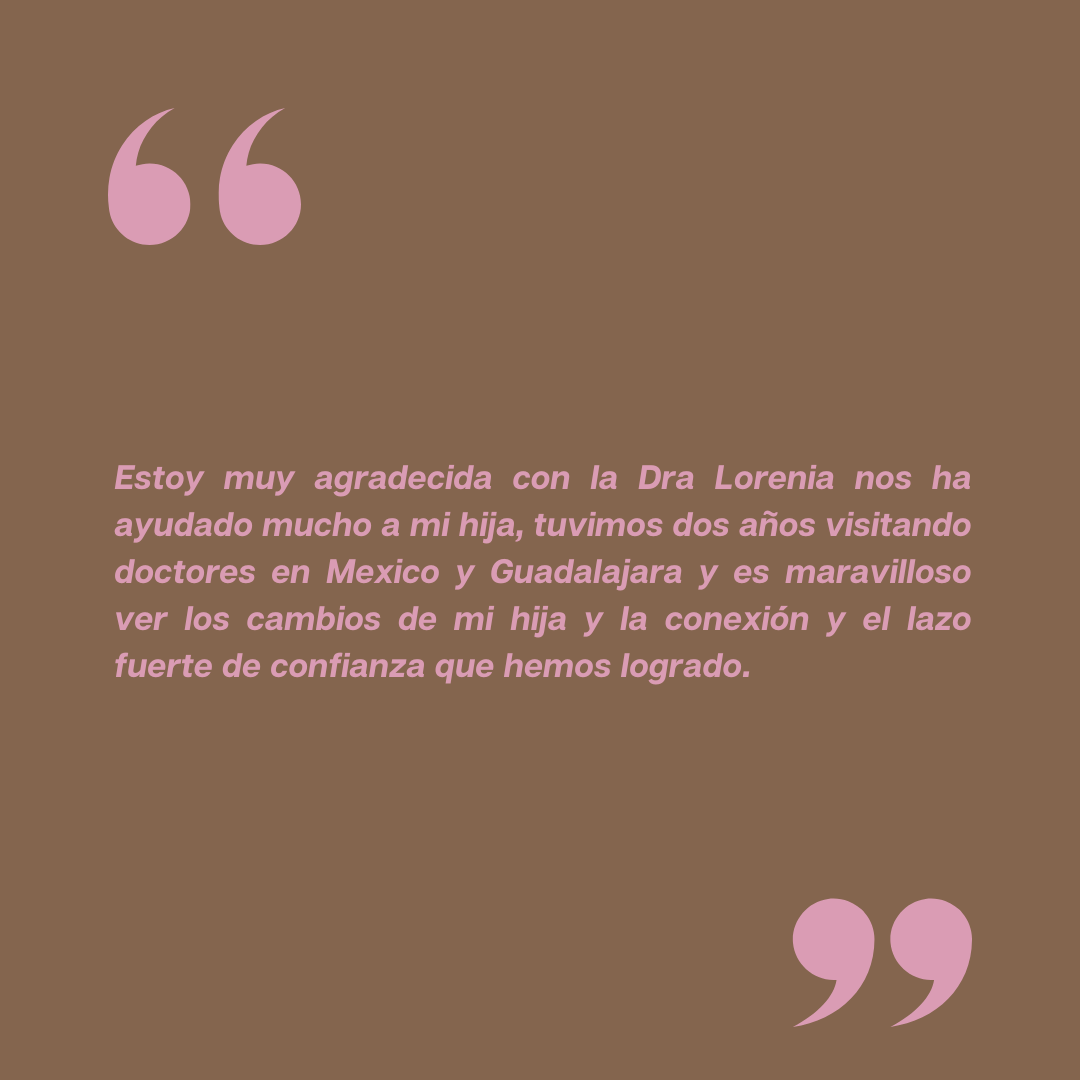 Estoy muy agradecida con la Dra Lorenia nos ha
ayudado mucho a mi hija, tuvimos dos años visitando
doctores en Mexico y Guadalajara y es maravilloso
ver los cambios de mi hija y la conexión y el lazo
fuerte de confianza que hemos logrado.